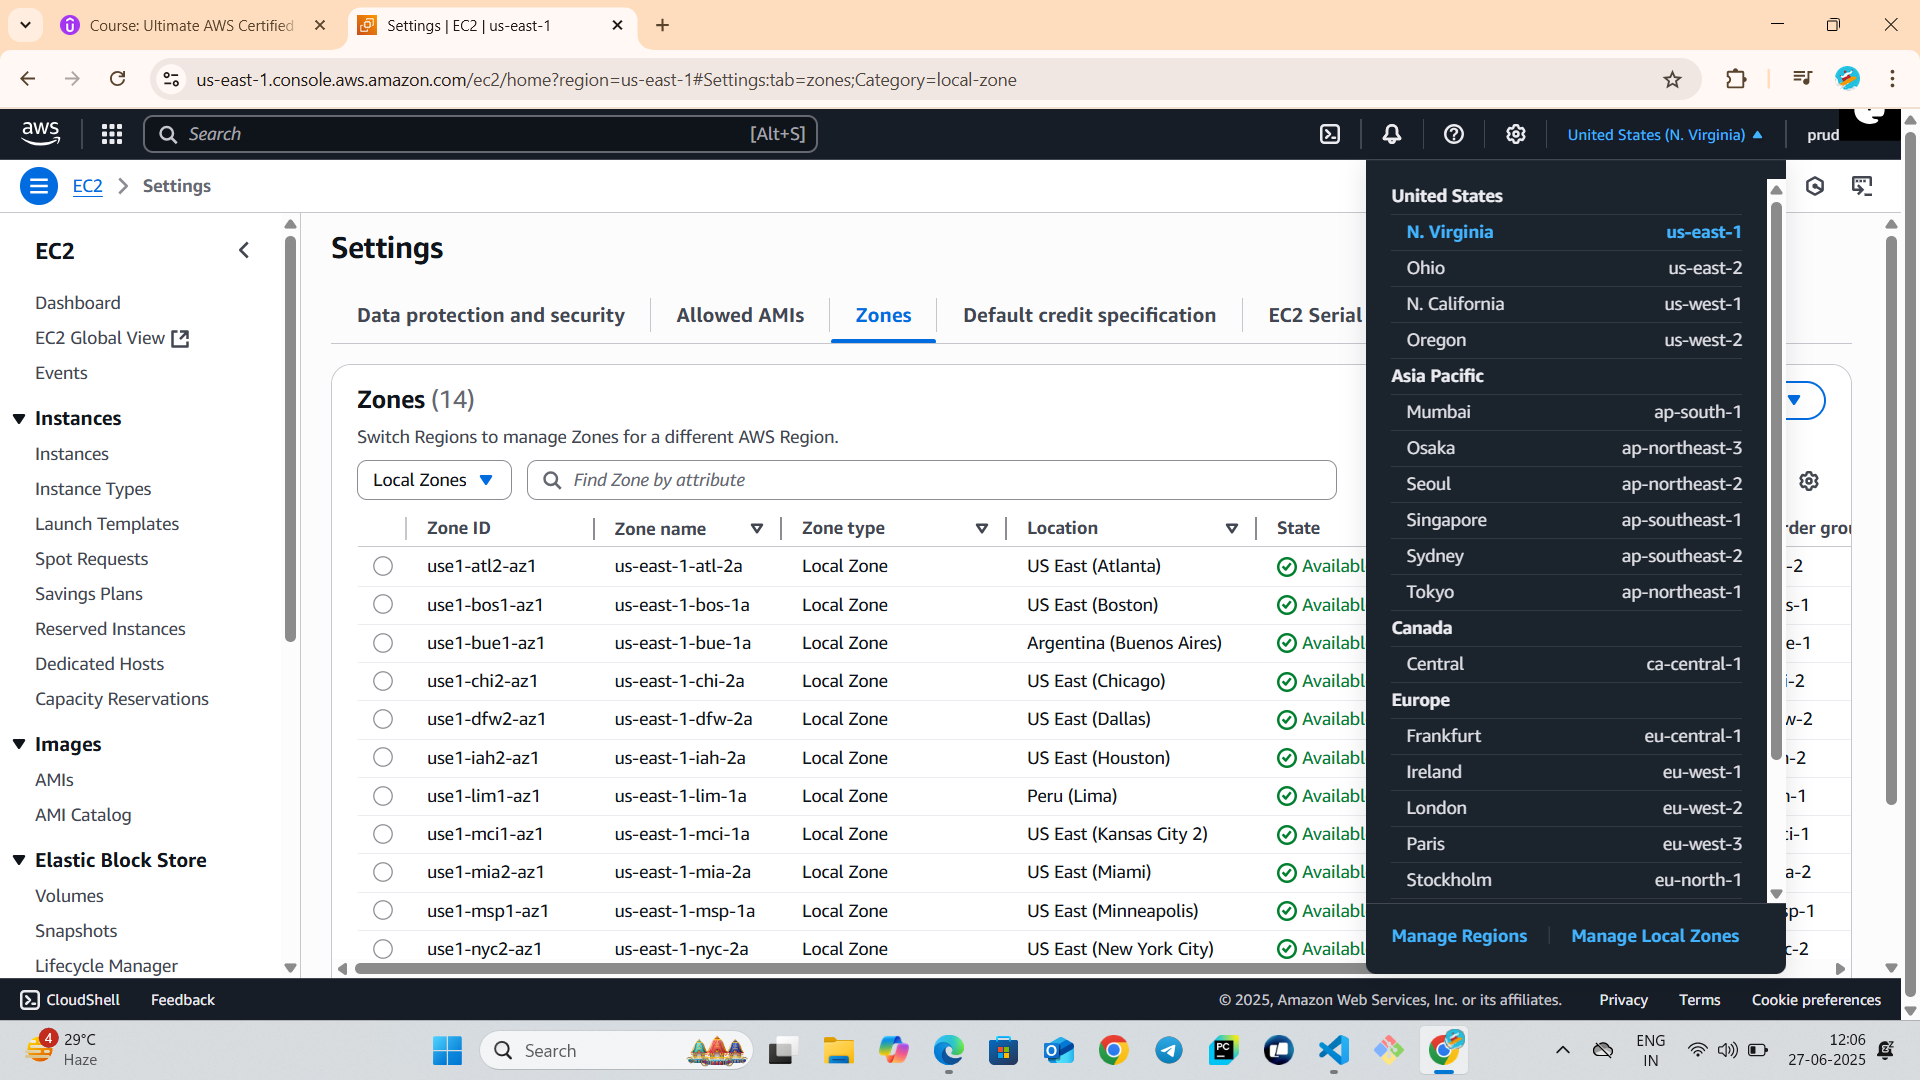 Course: Ultimate AWS Certified
Settings | EC2 | us-east-1
us-east-1.console.aws.amazon.com/ec2/home?region=us-east-1#Settings:tab=zones;Category=local-zone
aws
Search [Alt+S]
United States (N. Virginia)
prud
EC2 > Settings
EC2
Dashboard
EC2 Global View
Events
Instances
Instances
Instance Types
Launch Templates
Spot Requests
Savings Plans
Reserved Instances
Dedicated Hosts
Capacity Reservations
Images
AMIs
AMI Catalog
Elastic Block Store
Volumes
Snapshots
Lifecycle Manager
Settings
Data protection and security Allowed AMIs Zones Default credit specification EC2 Serial
Zones (14)
Switch Regions to manage Zones for a different AWS Region.
Local Zones Find Zone by attribute
Zone ID Zone name Zone type Location State
use1-atl2-az1 us-east-1-atl-2a Local Zone US East (Atlanta) Availabl -2
use1-bos1-az1 us-east-1-bos-1a Local Zone US East (Boston) Availabl s-1
use1-bue1-az1 us-east-1-bue-1a Local Zone Argentina (Buenos Aires) Availabl e-1
use1-chi2-az1 us-east-1-chi-2a Local Zone US East (Chicago) Availabl i-2
use1-dfw2-az1 us-east-1-dfw-2a Local Zone US East (Dallas) Availabl w-2
use1-iah2-az1 us-east-1-iah-2a Local Zone US East (Houston) Availabl -2
use1-lim1-az1 us-east-1-lim-1a Local Zone Peru (Lima) Availabl -1
use1-mci1-az1 us-east-1-mci-1a Local Zone US East (Kansas City 2) Availabl i-1
use1-mia2-az1 us-east-1-mia-2a Local Zone US East (Miami) Availabl a-2
use1-msp1-az1 us-east-1-msp-1a Local Zone US East (Minneapolis) Availabl sp-1
use1-nyc2-az1 us-east-1-nyc-2a Local Zone US East (New York City) Availabl c-2
United States
N. Virginia us-east-1
Ohio us-east-2
N. California us-west-1
Oregon us-west-2
Asia Pacific
Mumbai ap-south-1
Osaka ap-northeast-3
Seoul ap-northeast-2
Singapore ap-southeast-1
Sydney ap-southeast-2
Tokyo ap-northeast-1
Canada
Central ca-central-1
Europe
Frankfurt eu-central-1
Ireland eu-west-1
London eu-west-2
Paris eu-west-3
Stockholm eu-north-1
Manage Regions Manage Local Zones
CloudShell Feedback © 2025, Amazon Web Services, Inc. or its affiliates. Privacy Terms Cookie preferences
4
29°C
Haze
Search
PC
ENG
IN
12:06
27-06-2025